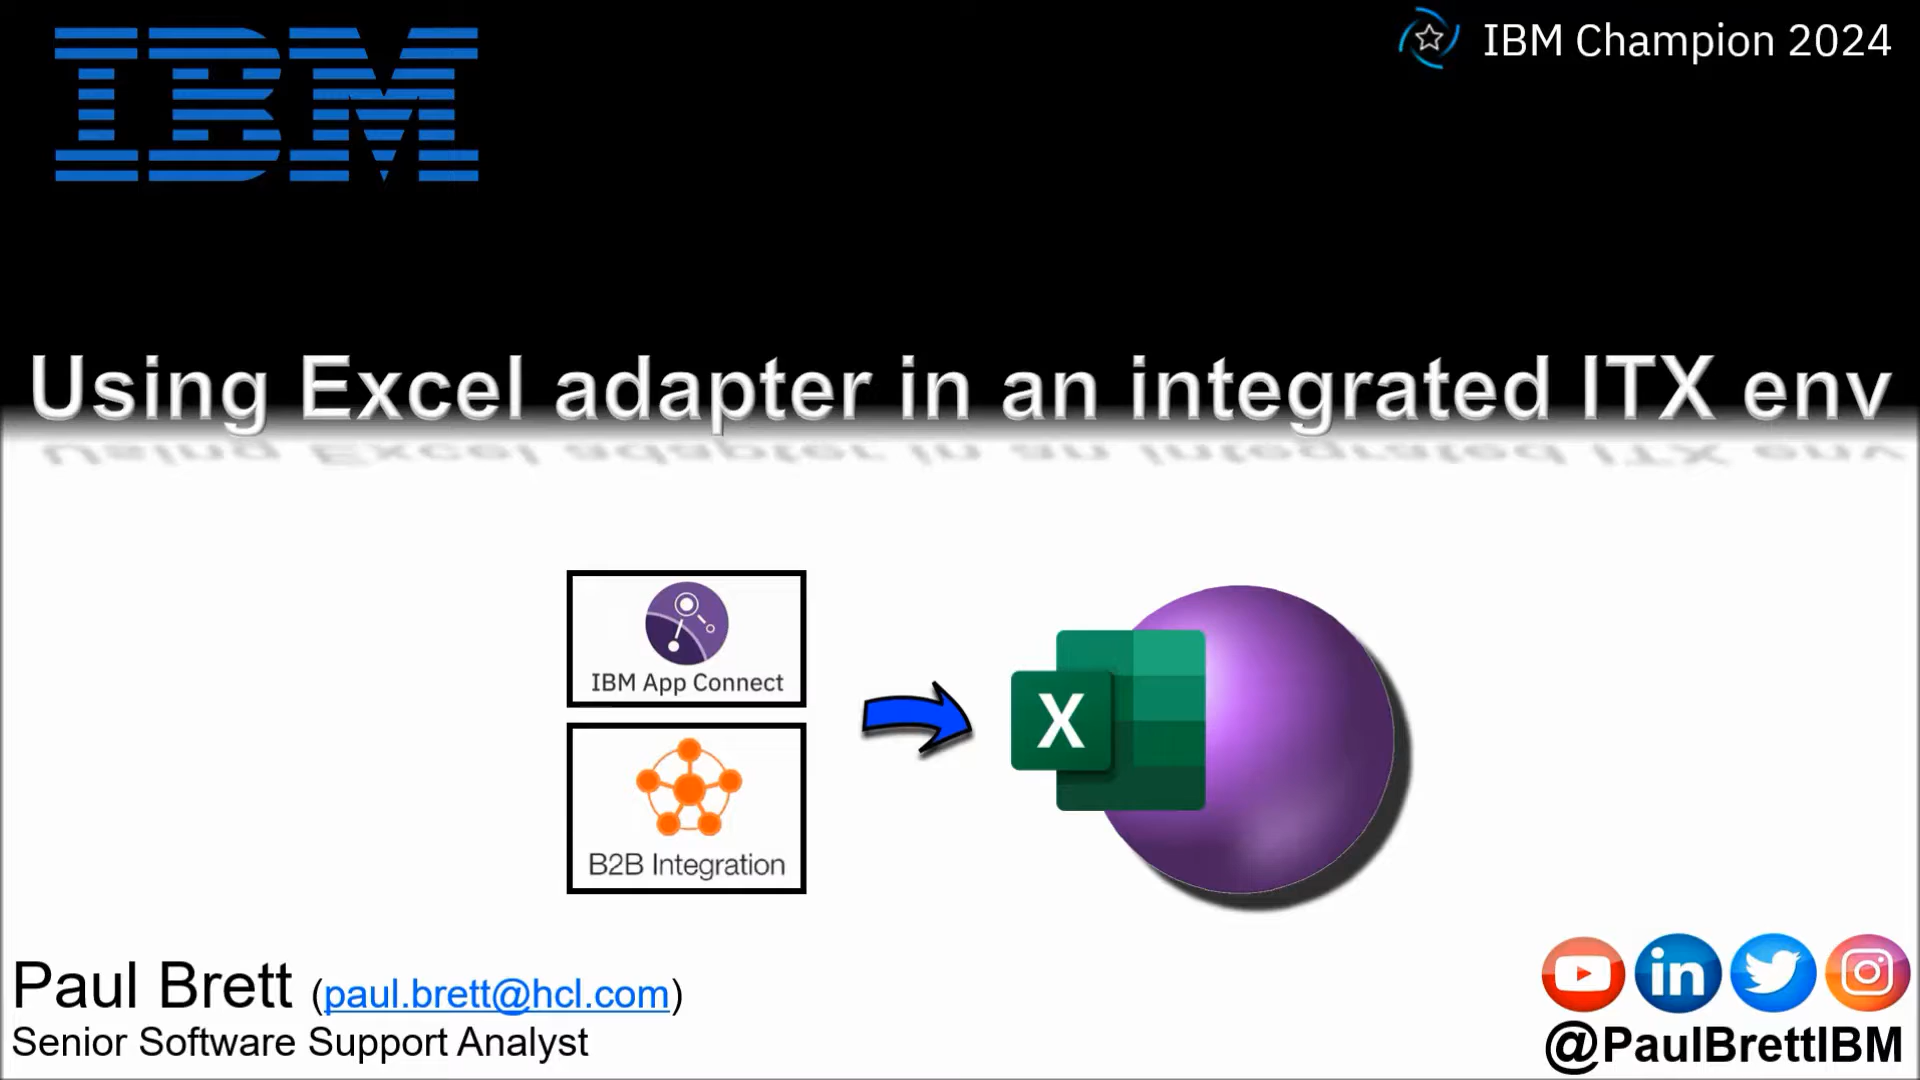 IBM
IBM Champion 2024
Using Excel adapter in an integrated ITX env
IBM App Connect
X
B2B Integration
Paul Brett (paul.brett@hcl.com)
Senior Software Support Analyst
in
@PaulBrettIBM